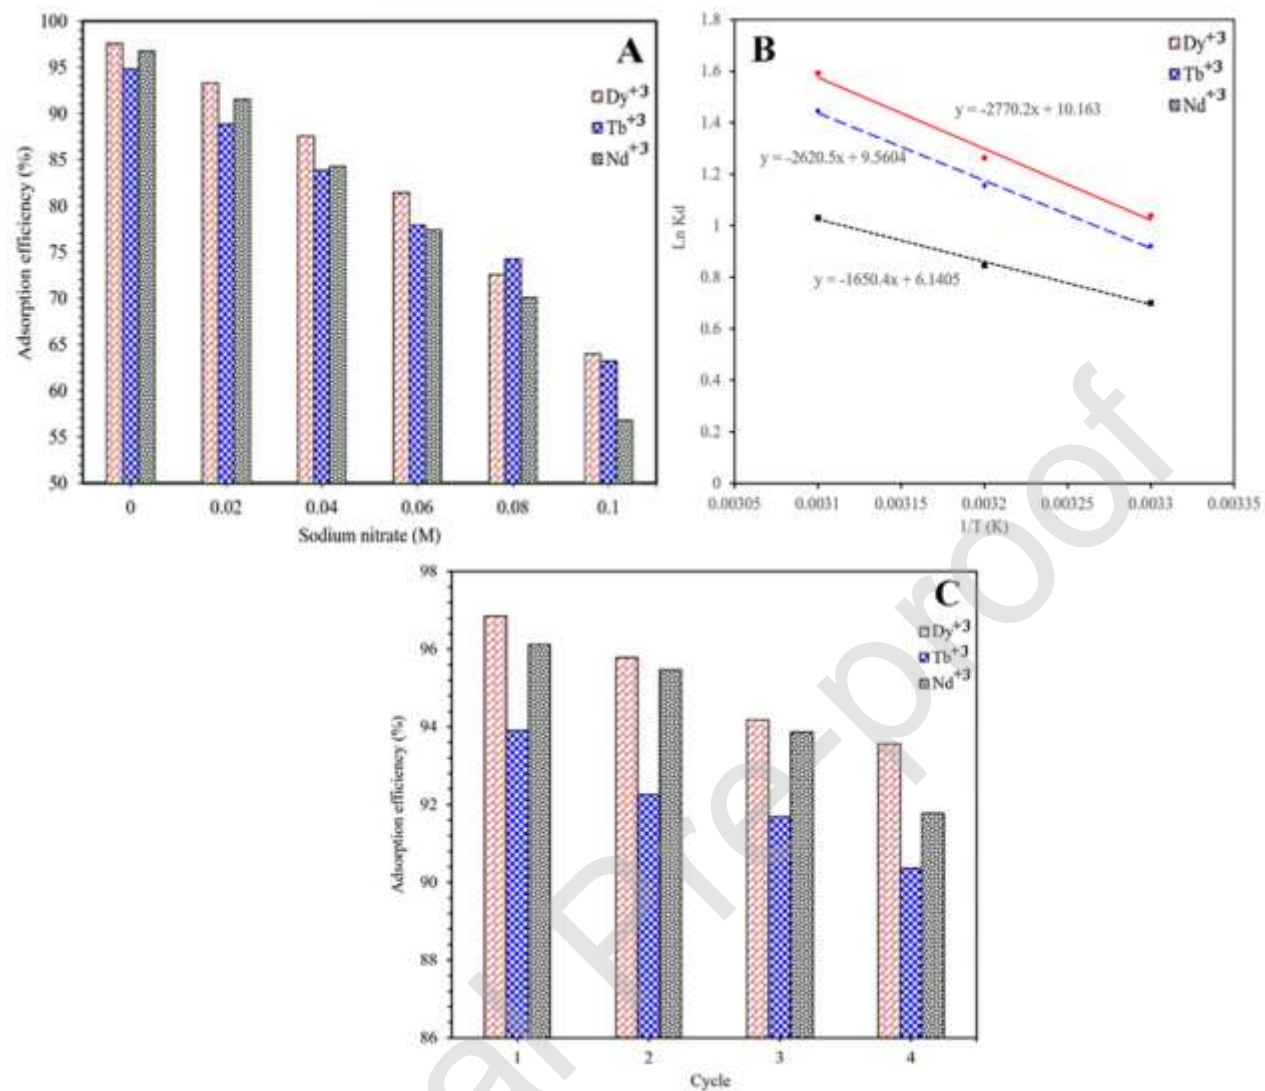 A
Dy+3
Tb+3
Nd+3
Adsorption efficiency (%)
100
95
90
85
80
75
70
65
60
55
50
0 0.02 0.04 0.06 0.08 0.1
Sodium nitrate (M)
B
Dy+3
Tb+3
Nd+3
y = -2770.2x + 10.163
y = -2620.5x + 9.5604
y = -1650.4x + 6.1405
Ln Kd
1.8
1.6
1.4
1.2
1
0.8
0.6
0.4
0.2
0
0.00305 0.0031 0.00315 0.0032 0.00325 0.0033 0.00335
1/T (K)
C
Dy+3
Tb+3
Nd+3
Adsorption efficiency (%)
98
96
94
92
90
88
86
1 2 3 4
Cycle
al Pre-proof